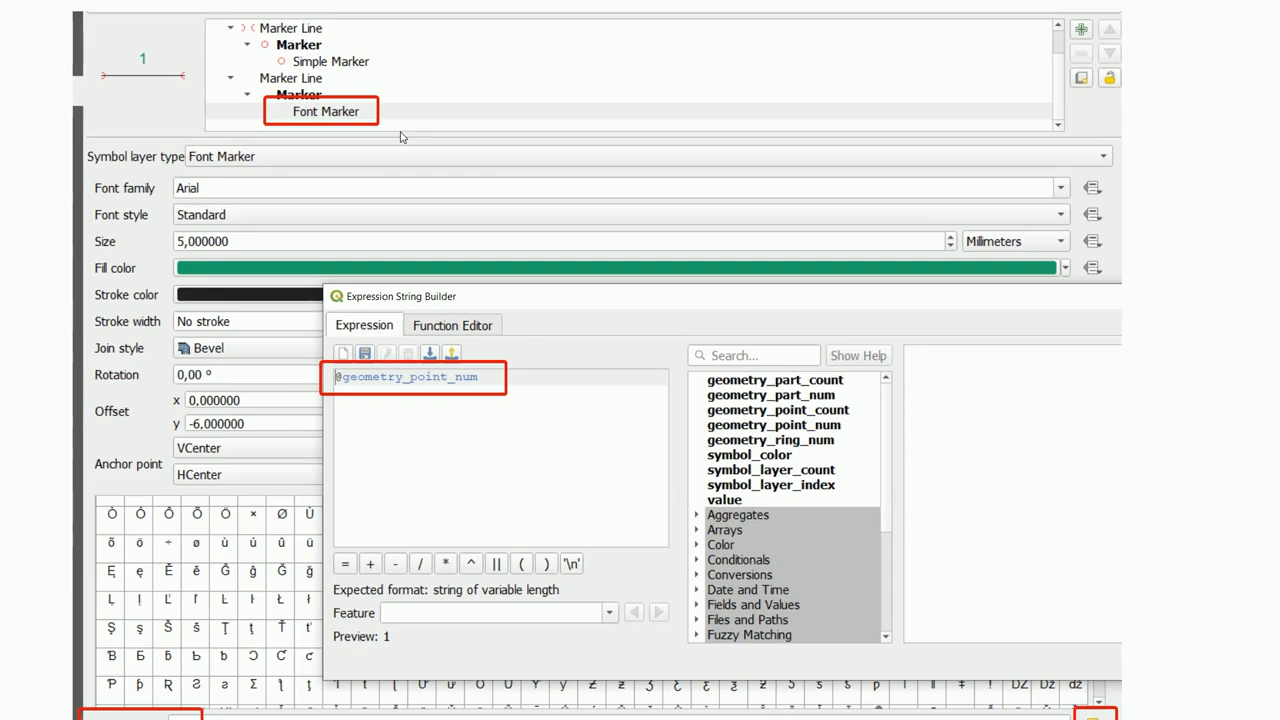 Marker Line
Marker
1
Simple Marker
Marker Line
Marker
Font Marker
Symbol layer type Font Marker
Font family Arial
Font style Standard
Size 5,000000 Millimeters
Fill color
Stroke color
Expression String Builder
Stroke width No stroke
Expression Function Editor
Join style Bevel
Search... Show Help
Rotation 0,00 °
@geometry_point_num
geometry_part_count
geometry_part_num
Offset x 0,000000
geometry_point_count
y -6,000000
geometry_point_num
geometry_ring_num
VCenter
symbol_color
Anchor point
symbol_layer_count
HCenter
symbol_layer_index
value
Aggregates
Arrays
Color
Conditionals
= + - / * ^ || ( ) '\n'
Conversions
Expected format: string of variable length
Date and Time
Fields and Values
Feature
Files and Paths
Preview: 1
Fuzzy Matching